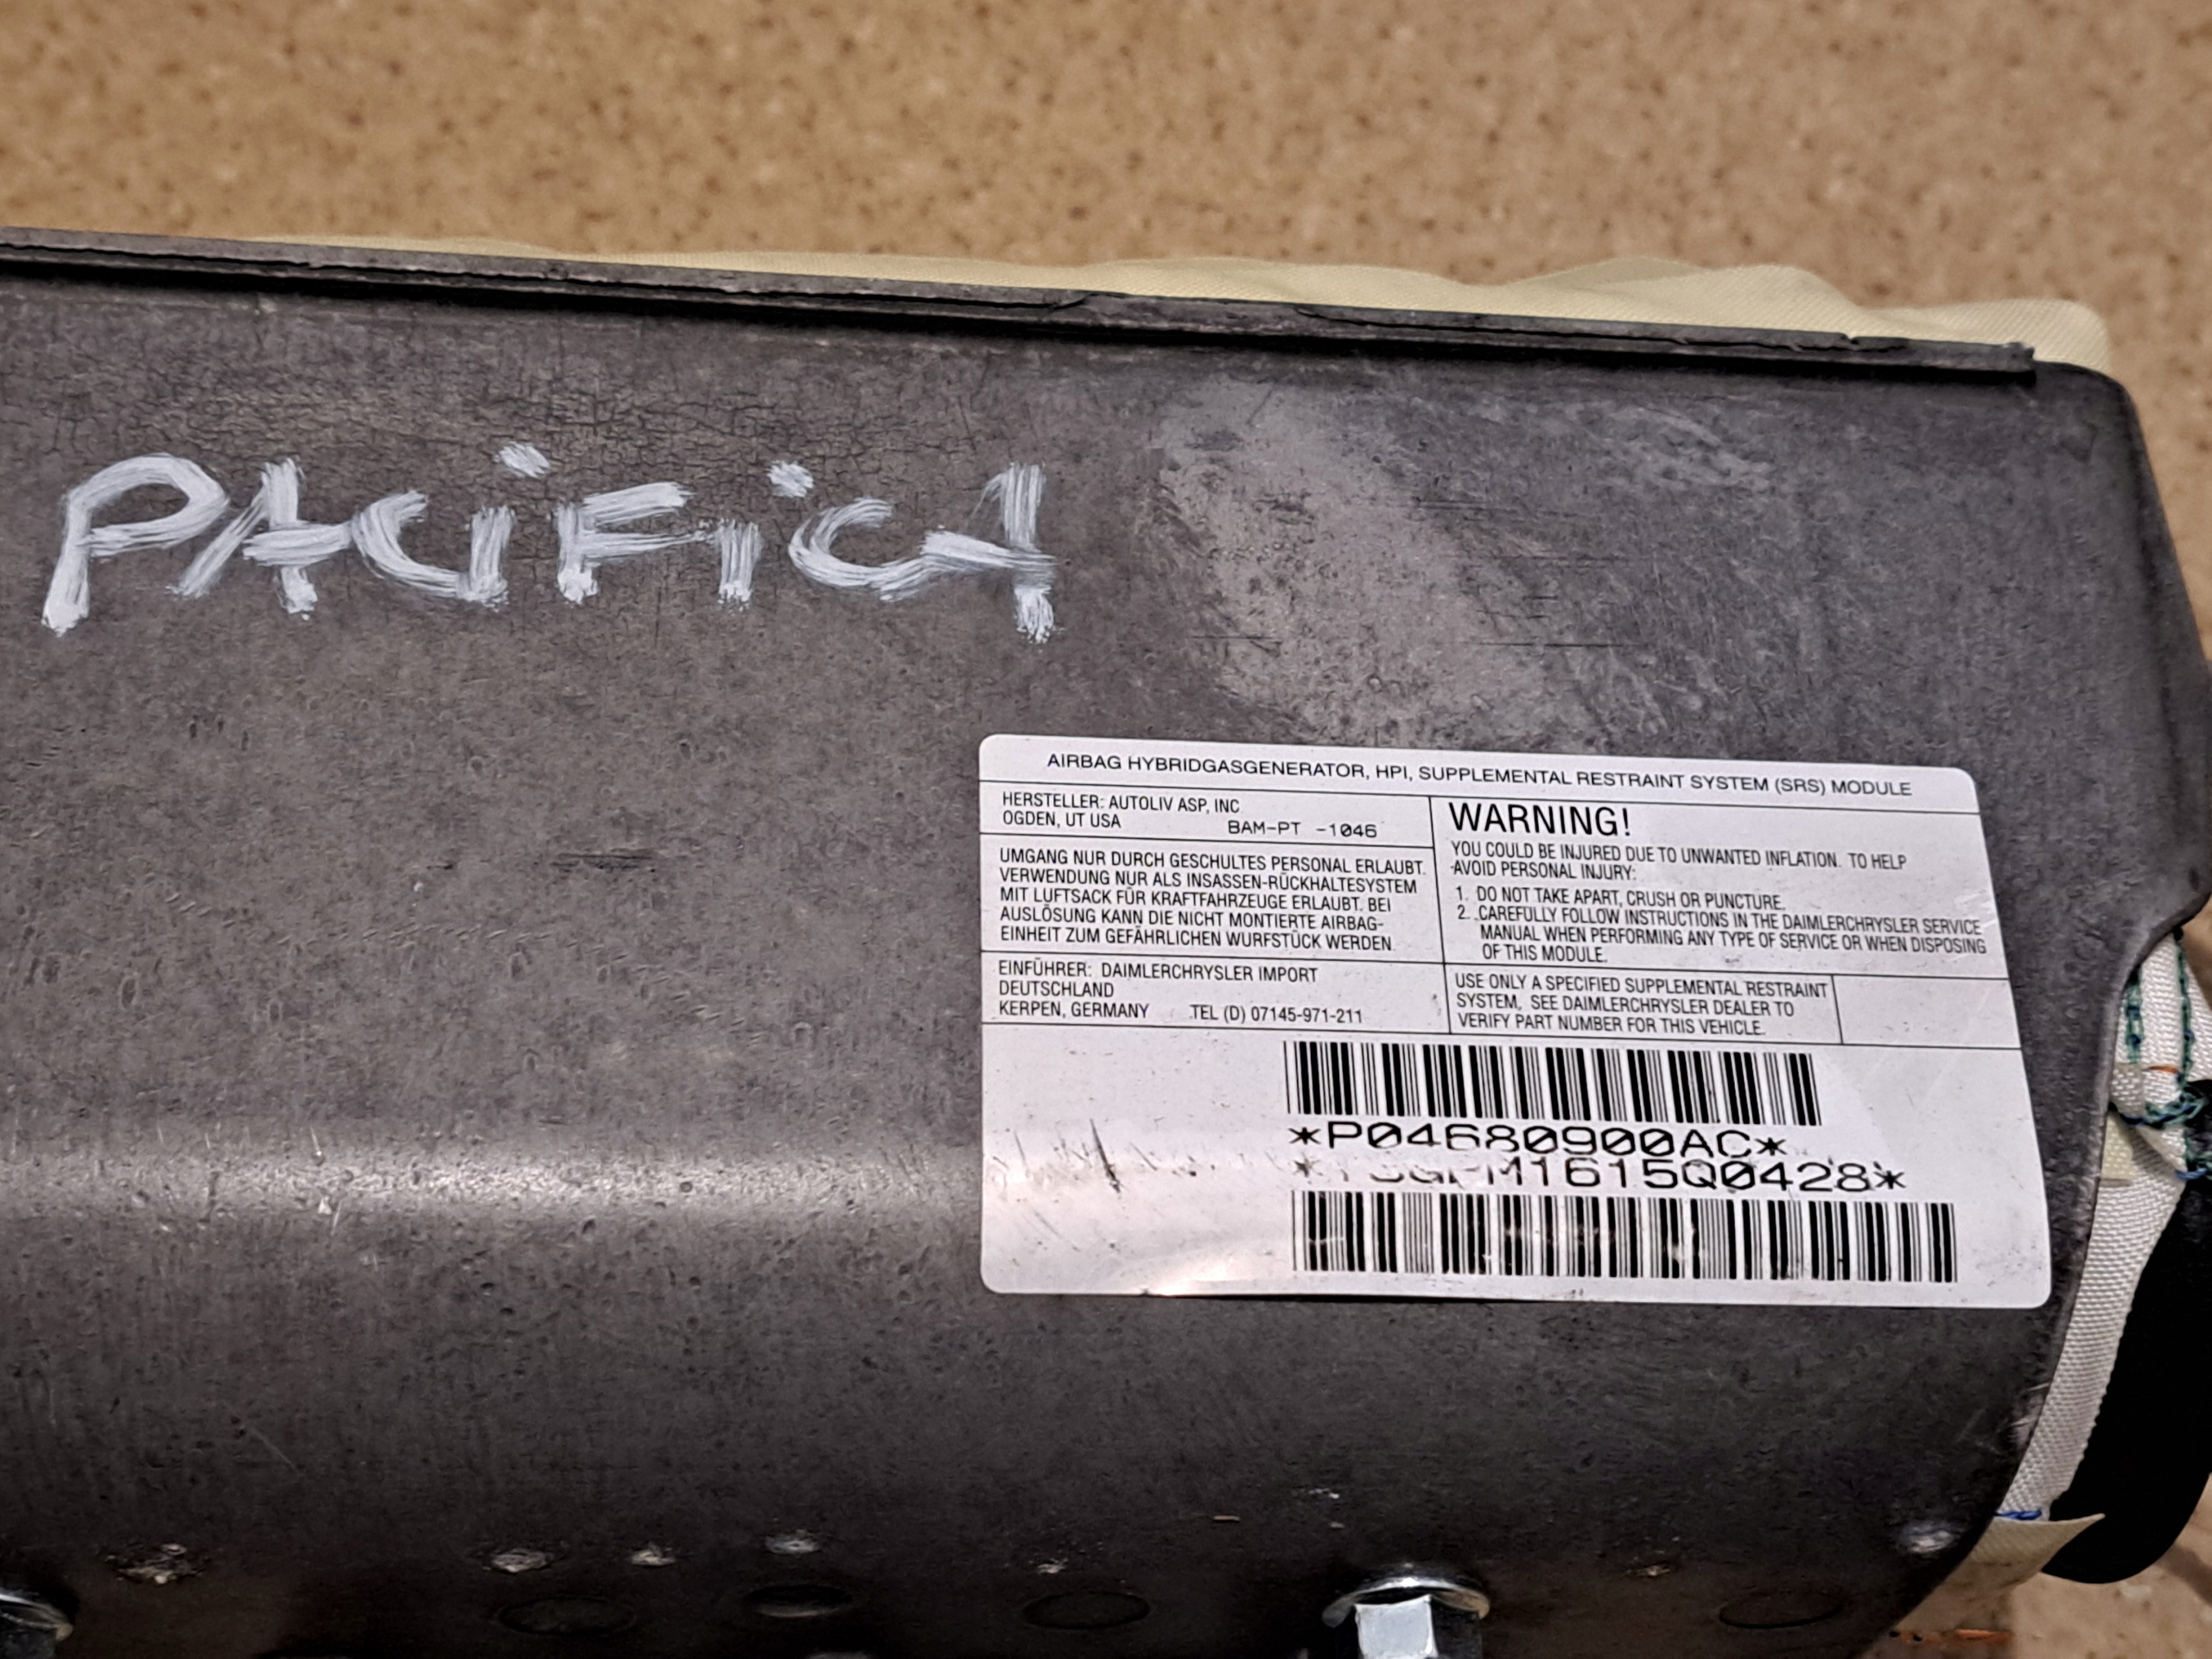 PACiFiCA
AIRBAG HYBRIDGASGENERATOR, HPI, SUPPLEMENTAL RESTRAINT SYSTEM (SRS) MODULE
HERSTELLER: AUTOLIV ASP, INC
OGDEN, UT USA BAM-PT -1046
UMGANG NUR DURCH GESCHULTES PERSONAL ERLAUBT.
VERWENDUNG NUR ALS INSASSEN-RÜCKHALTESYSTEM
MIT LUFTSACK FÜR KRAFTFAHRZEUGE ERLAUBT. BEI
AUSLÖSUNG KANN DIE NICHT MONTIERTE AIRBAG-
EINHEIT ZUM GEFÄHRLICHEN WURFSTÜCK WERDEN.
EINFÜHRER: DAIMLERCHRYSLER IMPORT
DEUTSCHLAND
KERPEN, GERMANY TEL (D) 07145-971-211
WARNING!
YOU COULD BE INJURED DUE TO UNWANTED INFLATION. TO HELP
AVOID PERSONAL INJURY:
1. DO NOT TAKE APART, CRUSH OR PUNCTURE.
2. CAREFULLY FOLLOW INSTRUCTIONS IN THE DAIMLERCHRYSLER SERVICE
MANUAL WHEN PERFORMING ANY TYPE OF SERVICE OR WHEN DISPOSING
OF THIS MODULE.
USE ONLY A SPECIFIED SUPPLEMENTAL RESTRAINT
SYSTEM, SEE DAIMLERCHRYSLER DEALER TO
VERIFY PART NUMBER FOR THIS VEHICLE.
*P04680900AC*